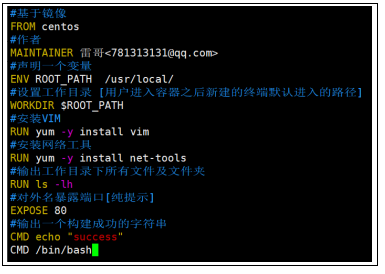 #基于镜像
FROM centos
#作者
MAINTAINER 雷哥<781313131@qq.com>
#声明一个变量
ENV ROOT_PATH  /usr/local/
#设置工作目录 [用户进入容器之后新建的终端默认进入的路径]
WORKDIR $ROOT_PATH
#安装VIM
RUN yum -y install vim
#安装网络工具
RUN yum -y install net-tools
#输出工作目录下所有文件及文件夹
RUN ls -lh
#对外名暴露端口[纯提示]
EXPOSE 80
#输出一个构建成功的字符串
CMD echo "success"
CMD /bin/bash